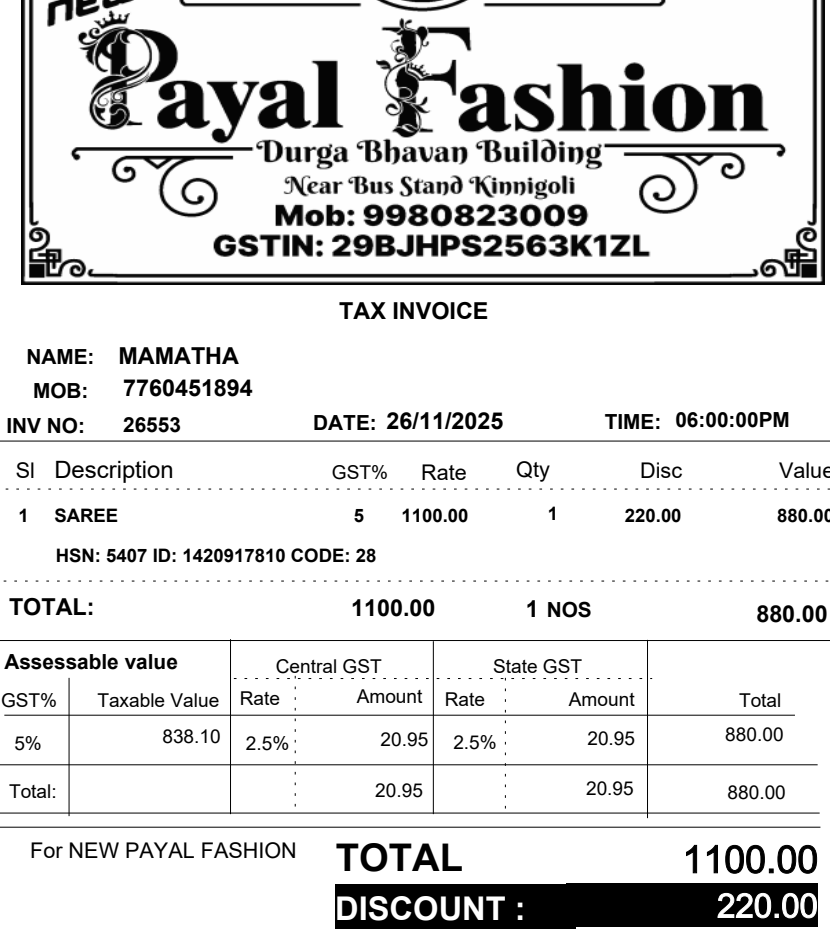 new
Payal Fashion
Durga Bhavan Building
Near Bus Stand Kinnigoli
Mob: 9980823009
GSTIN: 29BJHPS2563K1ZL
TAX INVOICE
NAME: MAMATHA
MOB: 7760451894
INV NO: 26553 DATE: 26/11/2025 TIME: 06:00:00PM
Sl Description GST% Rate Qty Disc Value
1 SAREE 5 1100.00 1 220.00 880.00
HSN: 5407 ID: 1420917810 CODE: 28
TOTAL: 1100.00 1 NOS 880.00
Assessable value Central GST State GST
GST% Taxable Value Rate Amount Rate Amount Total
5% 838.10 2.5% 20.95 2.5% 20.95 880.00
Total: 20.95 20.95 880.00
For NEW PAYAL FASHION TOTAL 1100.00
DISCOUNT : 220.00